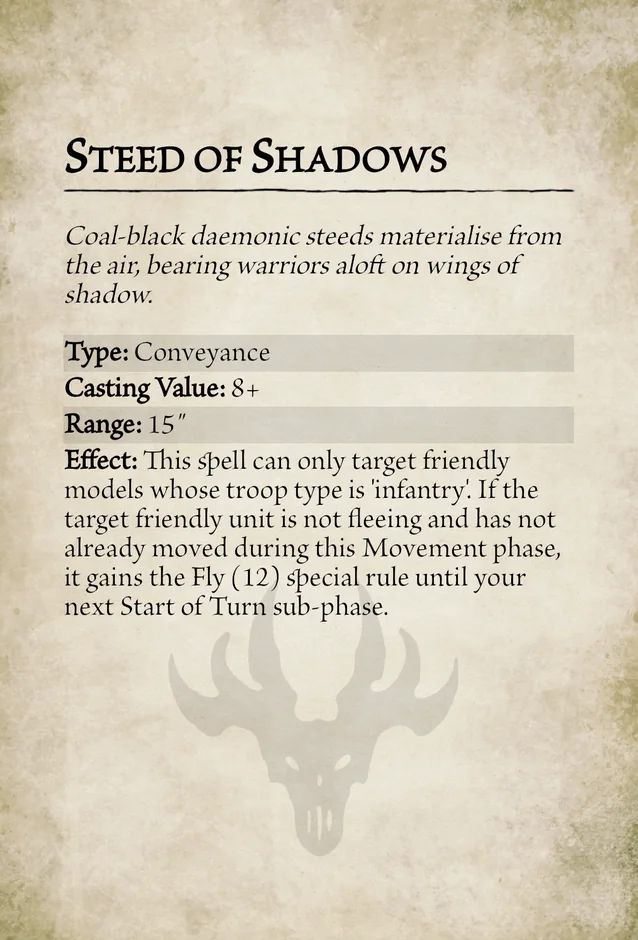 Steed of Shadows
Coal-black daemonic steeds materialise from
the air, bearing warriors aloft on wings of
shadow.
Type: Conveyance
Casting Value: 8+
Range: 15"
Effect: This spell can only target friendly
models whose troop type is 'infantry'. If the
target friendly unit is not fleeing and has not
already moved during this Movement phase,
it gains the Fly (12) special rule until your
next Start of Turn sub-phase.